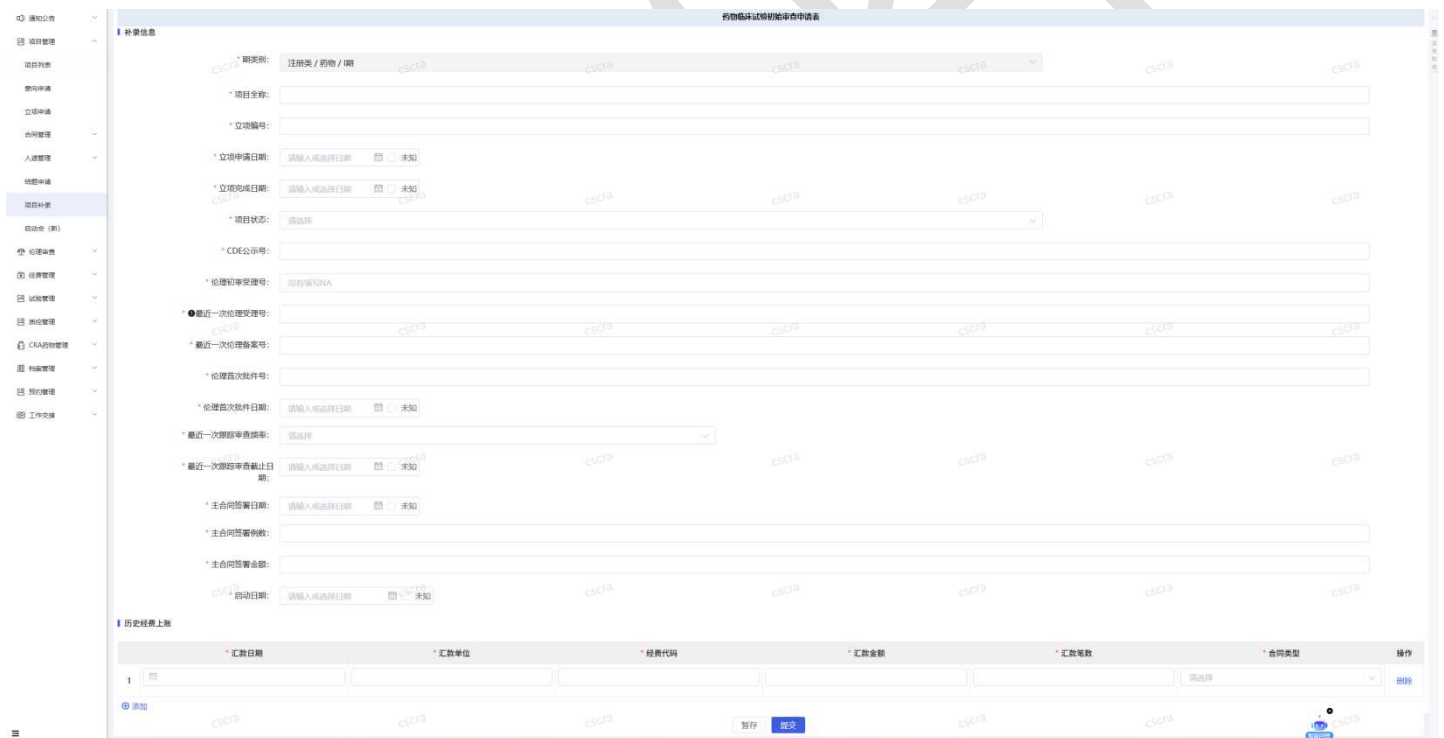 通知公告
项目管理
项目列表
意向申请
立项申请
合同管理
人遗管理
结题申请
项目补录
启动会（新）
伦理审查
经费管理
试验管理
质控管理
CRA药物管理
档案管理
预约管理
工作交接
药物临床试验初始审查申请表
补录信息
* 期类别: 注册类 / 药物 / I期
* 项目全称:
* 立项编号:
* 立项申请日期: 请输入或选择日期 未知
* 立项完成日期: 请输入或选择日期 未知
* 项目状态: 请选择
* CDE公示号:
* 伦理初审受理号: 没有填写NA
* 最近一次伦理受理号:
* 最近一次伦理备案号:
* 伦理首次批件号:
* 伦理首次批件日期: 请输入或选择日期 未知
* 最近一次跟踪审查频率: 请选择
* 最近一次跟踪审查截止日
期: 请输入或选择日期 未知
* 主合同签署日期: 请输入或选择日期 未知
* 主合同签署例数:
* 主合同签署金额:
* 启动日期: 请输入或选择日期 未知
历史经费上账
* 汇款日期 * 汇款单位 * 经费代码 * 汇款金额 * 汇款笔数 * 合同类型 操作
1 请选择 删除
添加
暂存 提交
cscra